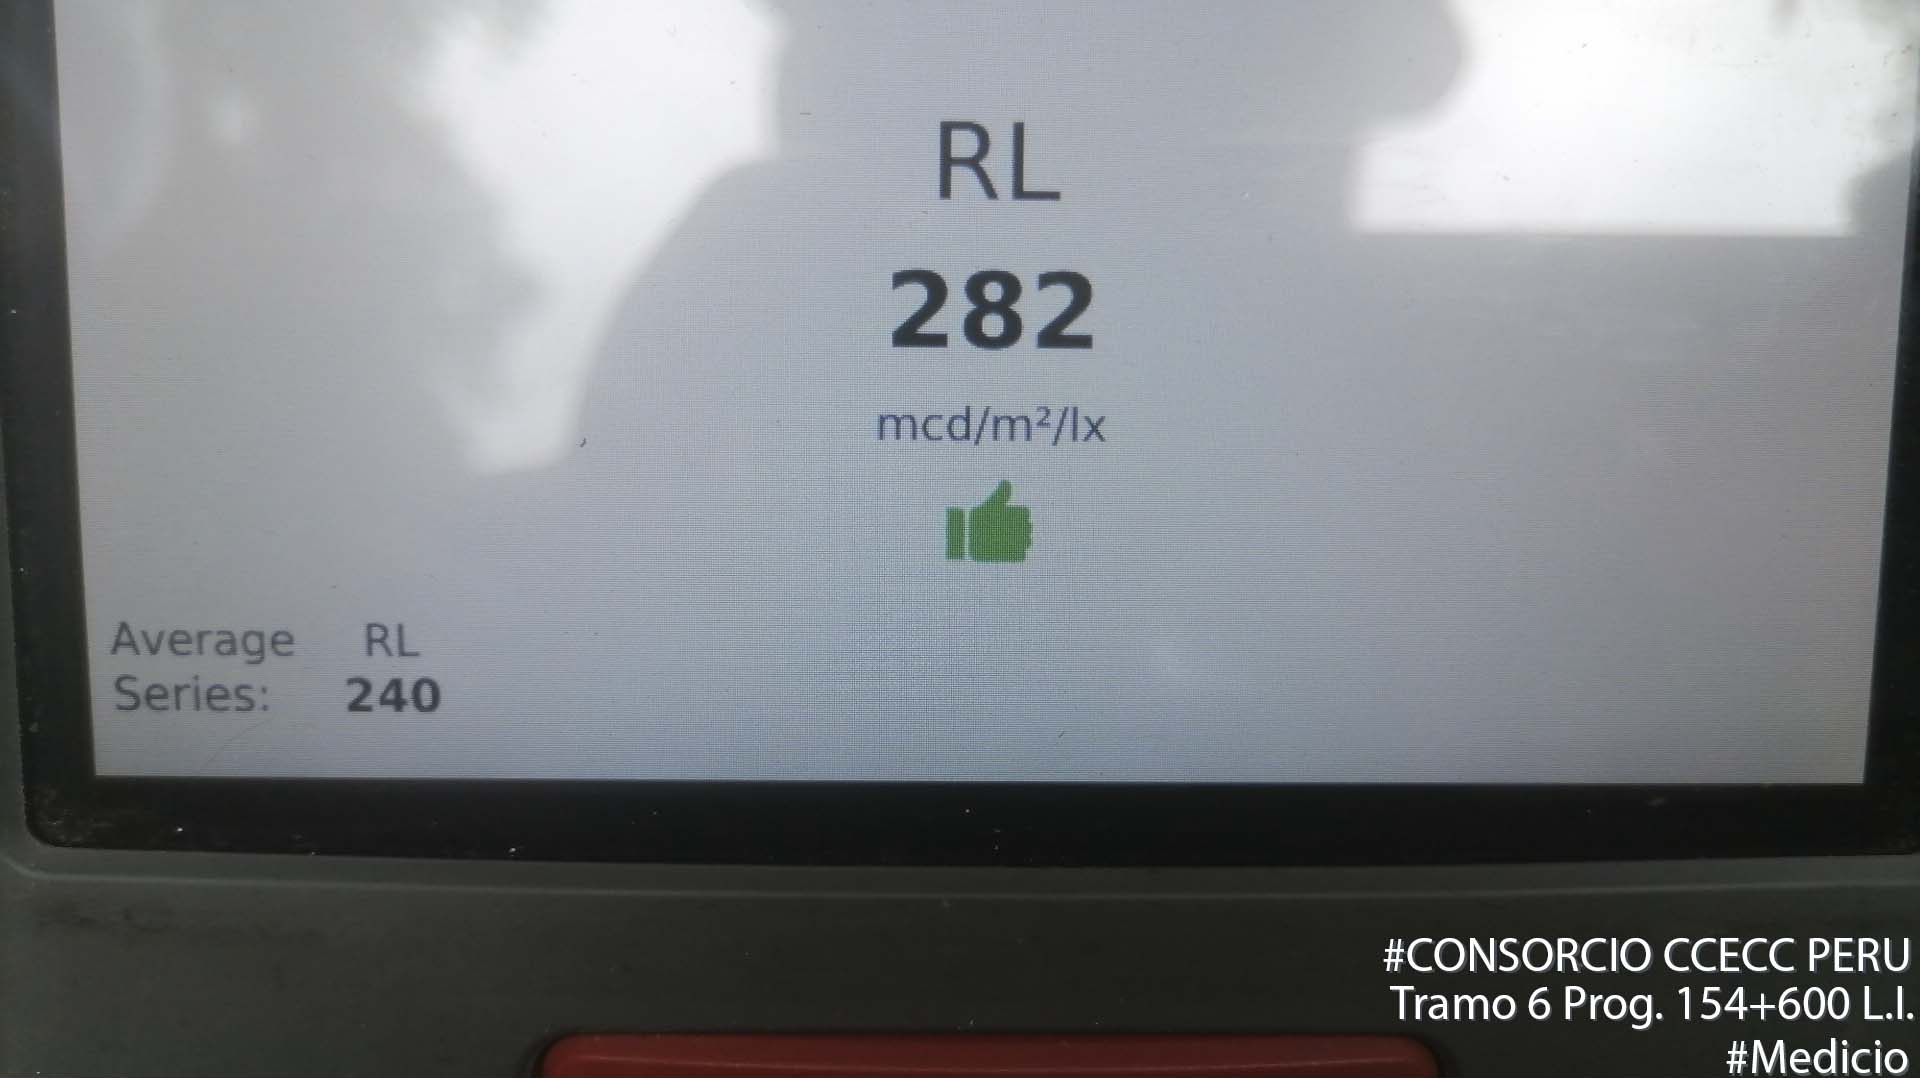 RL
282
mcd/m²/lx
Average RL
Series: 240
#CONSORCIO CCECC PERU
Tramo 6 Prog. 154+600 L.I.
#Medicio